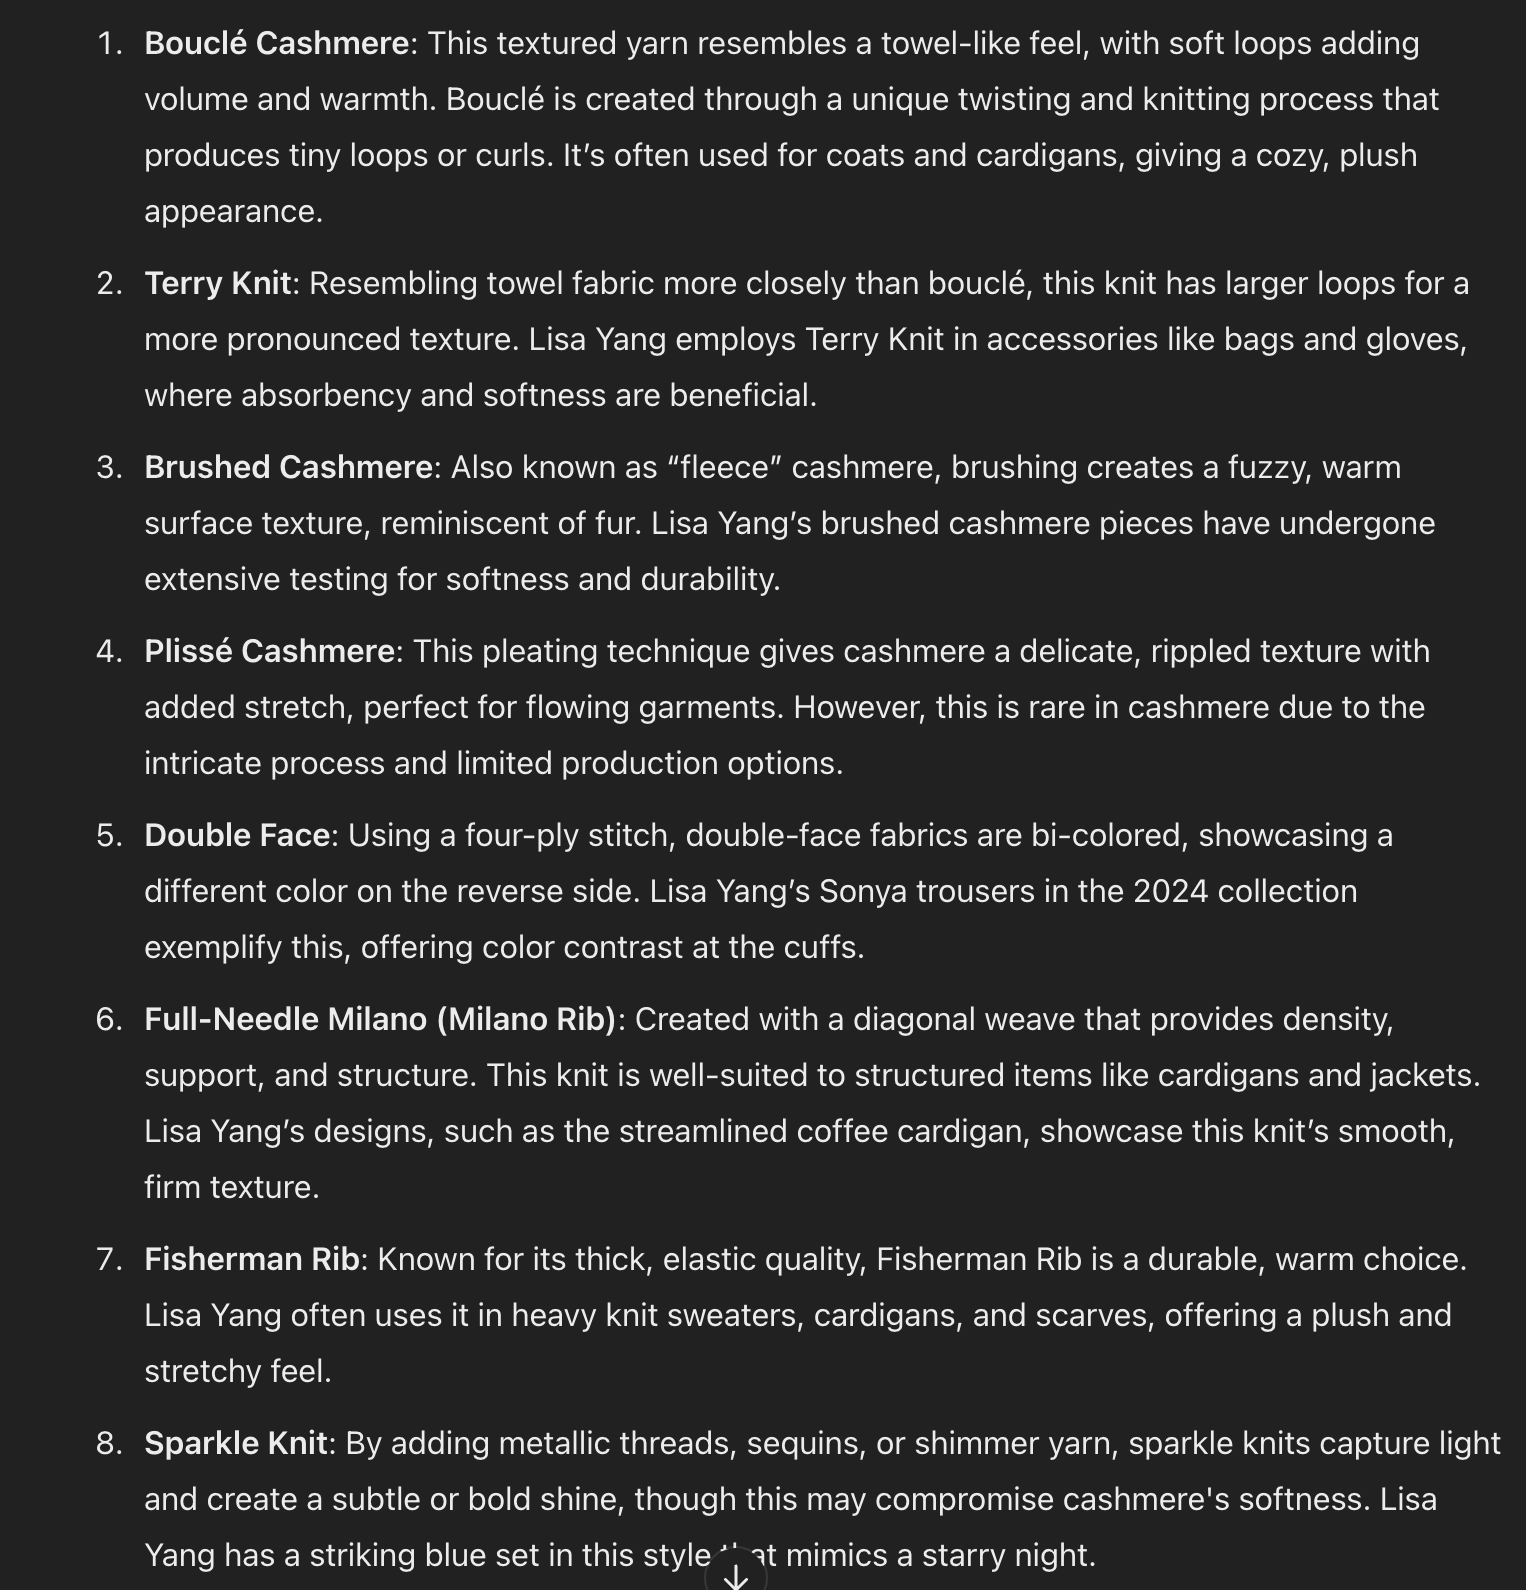 1. Bouclé Cashmere: This textured yarn resembles a towel-like feel, with soft loops adding
volume and warmth. Bouclé is created through a unique twisting and knitting process that
produces tiny loops or curls. It’s often used for coats and cardigans, giving a cozy, plush
appearance.
2. Terry Knit: Resembling towel fabric more closely than bouclé, this knit has larger loops for a
more pronounced texture. Lisa Yang employs Terry Knit in accessories like bags and gloves,
where absorbency and softness are beneficial.
3. Brushed Cashmere: Also known as “fleece” cashmere, brushing creates a fuzzy, warm
surface texture, reminiscent of fur. Lisa Yang’s brushed cashmere pieces have undergone
extensive testing for softness and durability.
4. Plissé Cashmere: This pleating technique gives cashmere a delicate, rippled texture with
added stretch, perfect for flowing garments. However, this is rare in cashmere due to the
intricate process and limited production options.
5. Double Face: Using a four-ply stitch, double-face fabrics are bi-colored, showcasing a
different color on the reverse side. Lisa Yang’s Sonya trousers in the 2024 collection
exemplify this, offering color contrast at the cuffs.
6. Full-Needle Milano (Milano Rib): Created with a diagonal weave that provides density,
support, and structure. This knit is well-suited to structured items like cardigans and jackets.
Lisa Yang’s designs, such as the streamlined coffee cardigan, showcase this knit’s smooth,
firm texture.
7. Fisherman Rib: Known for its thick, elastic quality, Fisherman Rib is a durable, warm choice.
Lisa Yang often uses it in heavy knit sweaters, cardigans, and scarves, offering a plush and
stretchy feel.
8. Sparkle Knit: By adding metallic threads, sequins, or shimmer yarn, sparkle knits capture light
and create a subtle or bold shine, though this may compromise cashmere's softness. Lisa
Yang has a striking blue set in this style that mimics a starry night.